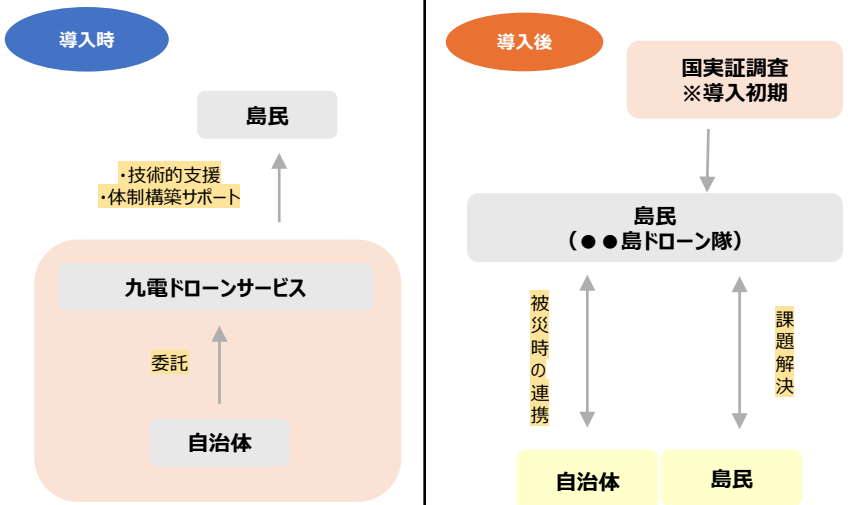 導入時
島民
・技術的支援
・体制構築サポート
九電ドローンサービス
委託
自治体
導入後
国実証調査
※導入初期
島民
(●●島ドローン隊)
被災時の連携
課題解決
自治体
島民